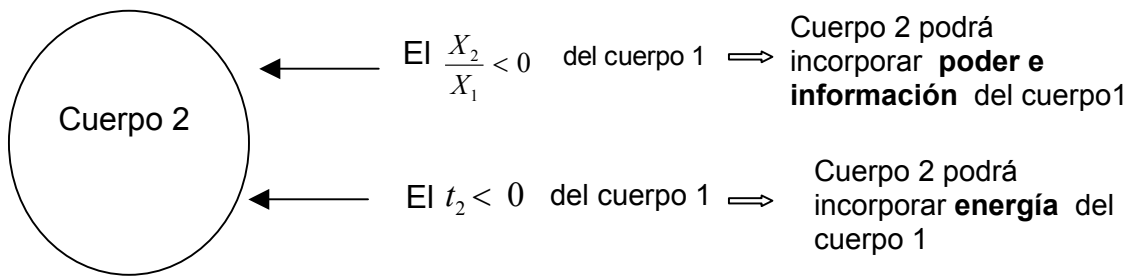 Cuerpo 2
El X₂/X₁ < 0 del cuerpo 1 ⇒
Cuerpo 2 podrá
incorporar poder e
información del cuerpo1
El t₂ < 0 del cuerpo 1 ⇒
Cuerpo 2 podrá
incorporar energía del
cuerpo 1